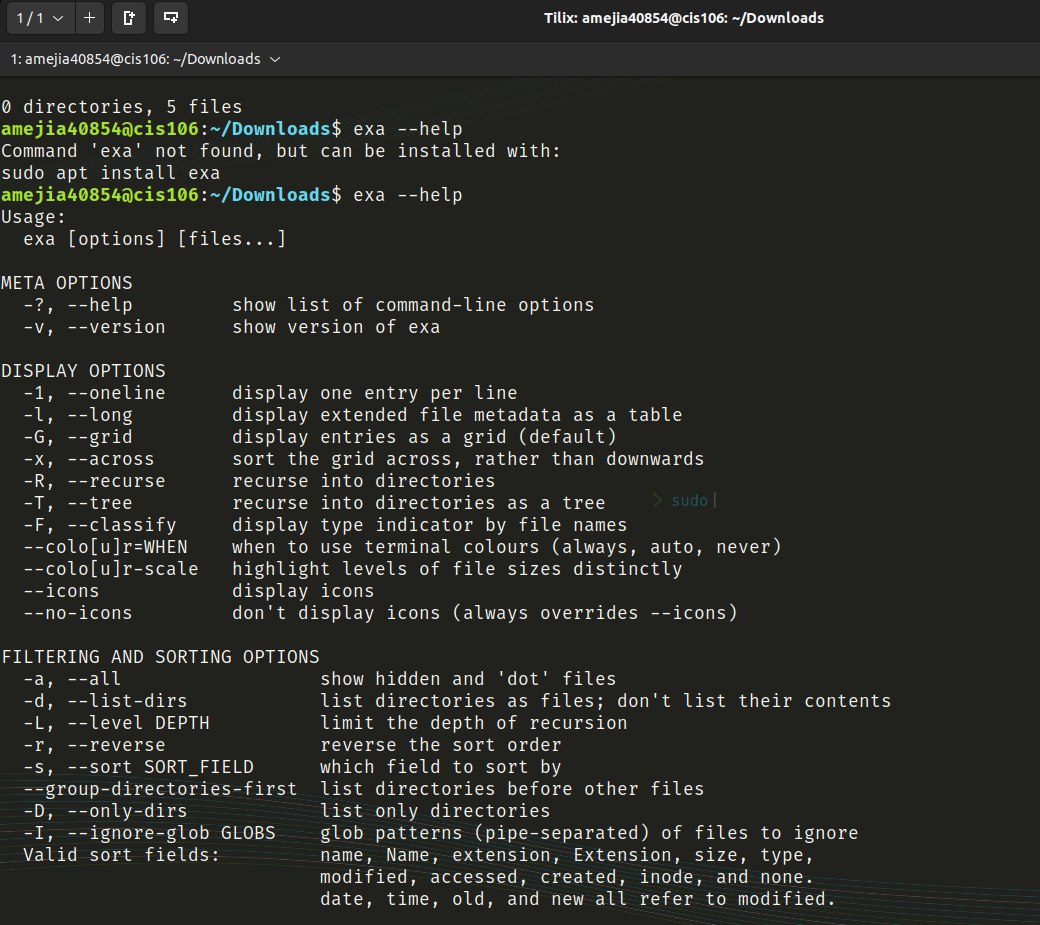 1 / 1
Tilix: amejia40854@cis106: ~/Downloads
1: amejia40854@cis106: ~/Downloads
0 directories, 5 files
amejia40854@cis106:~/Downloads$ exa --help
Command 'exa' not found, but can be installed with:
sudo apt install exa
amejia40854@cis106:~/Downloads$ exa --help
Usage:
  exa [options] [files...]

META OPTIONS
  -?, --help         show list of command-line options
  -v, --version      show version of exa

DISPLAY OPTIONS
  -1, --oneline      display one entry per line
  -l, --long         display extended file metadata as a table
  -G, --grid         display entries as a grid (default)
  -x, --across       sort the grid across, rather than downwards
  -R, --recurse      recurse into directories
  -T, --tree         recurse into directories as a tree
> sudo
  -F, --classify     display type indicator by file names
  --colo[u]r=WHEN    when to use terminal colours (always, auto, never)
  --colo[u]r-scale   highlight levels of file sizes distinctly
  --icons            display icons
  --no-icons         don't display icons (always overrides --icons)

FILTERING AND SORTING OPTIONS
  -a, --all                  show hidden and 'dot' files
  -d, --list-dirs            list directories as files; don't list their contents
  -L, --level DEPTH          limit the depth of recursion
  -r, --reverse              reverse the sort order
  -s, --sort SORT_FIELD      which field to sort by
  --group-directories-first  list directories before other files
  -D, --only-dirs            list only directories
  -I, --ignore-glob GLOBS    glob patterns (pipe-separated) of files to ignore
  Valid sort fields:         name, Name, extension, Extension, size, type,
                             modified, accessed, created, inode, and none.
                             date, time, old, and new all refer to modified.